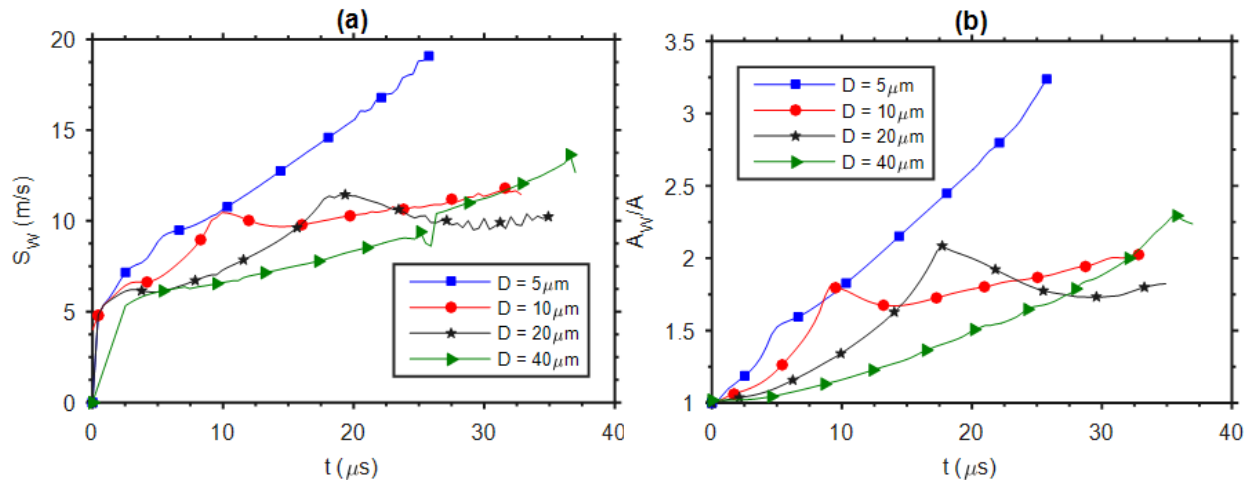 (a)
20
15
10
5
0
S_W (m/s)
0 10 20 30 40
t (μs)
D = 5μm
D = 10μm
D = 20μm
D = 40μm
(b)
3.5
3
2.5
2
1.5
1
A_W/A
0 10 20 30 40
t (μs)
D = 5μm
D = 10μm
D = 20μm
D = 40μm